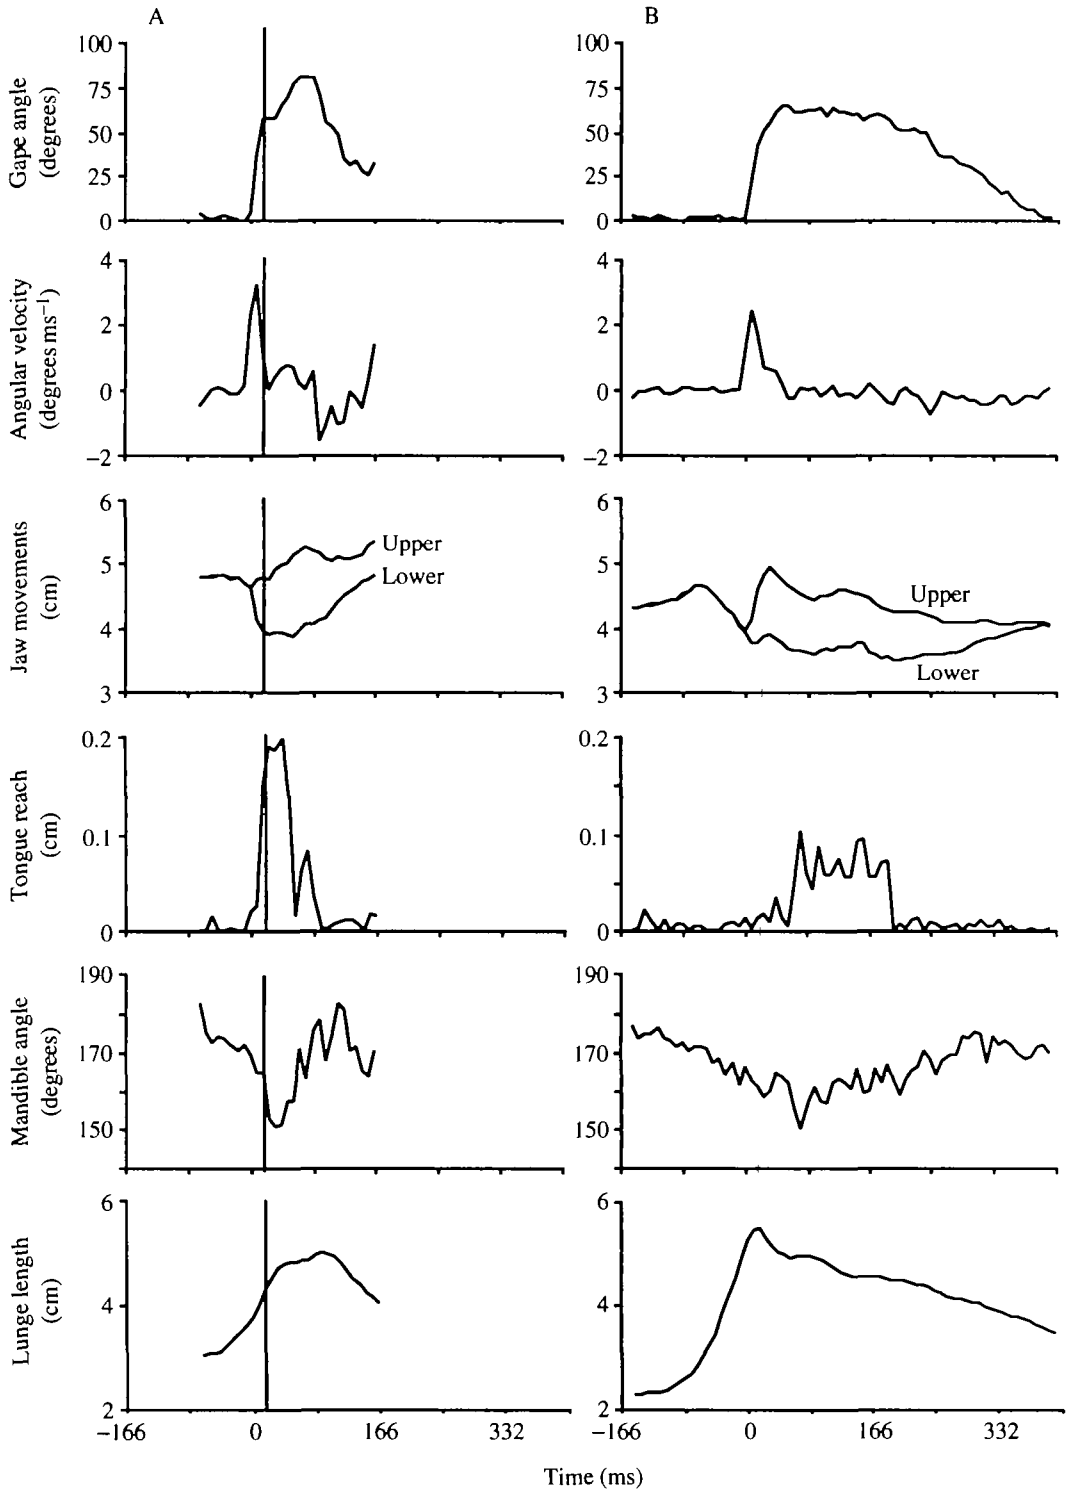 A
B
Gape angle
(degrees)
100
75
50
25
0
100
75
50
25
0
Angular velocity
(degrees ms⁻¹)
4
2
0
−2
4
2
0
−2
Jaw movements
(cm)
6
5
4
3
Upper
Lower
6
5
4
3
Upper
Lower
Tongue reach
(cm)
0.2
0.1
0
0.2
0.1
0
Mandible angle
(degrees)
190
170
150
190
170
150
Lunge length
(cm)
6
4
2
6
4
2
−166 0 166 332
−166 0 166 332
Time (ms)